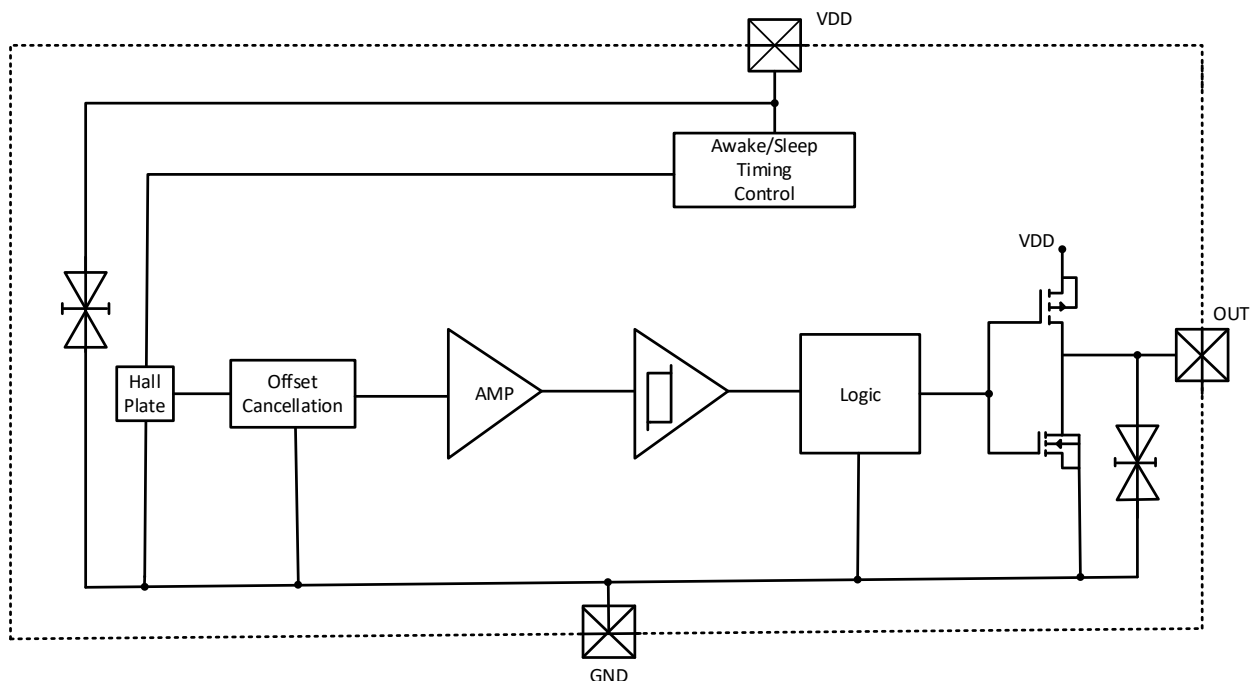 VDD
Awake/Sleep
Timing
Control
VDD
OUT
Hall
Plate
Offset
Cancellation
AMP
Logic
GND